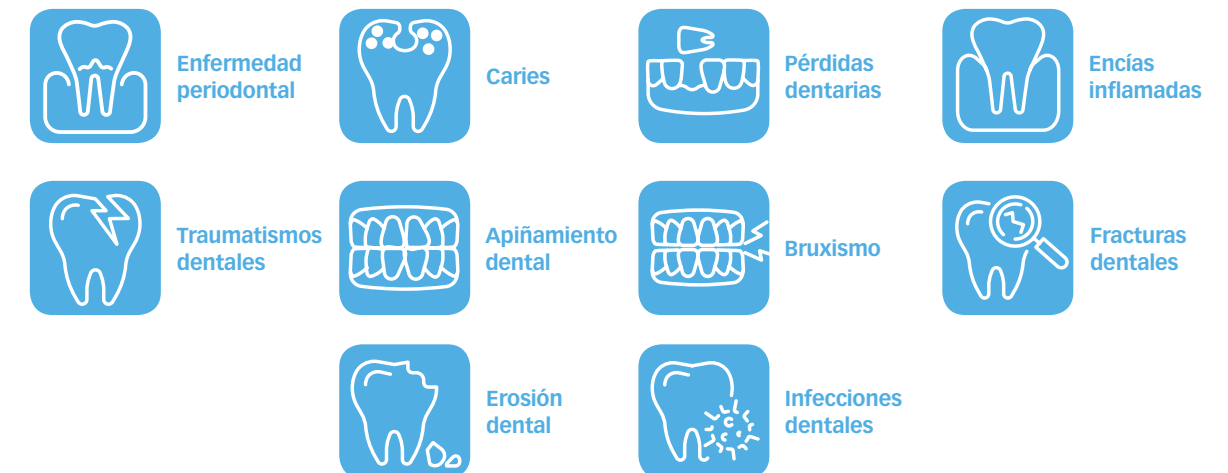 Enfermedad
periodontal
Caries
Pérdidas
dentarias
Encías
inflamadas
Traumatismos
dentales
Apiñamiento
dental
Bruxismo
Fracturas
dentales
Erosión
dental
Infecciones
dentales